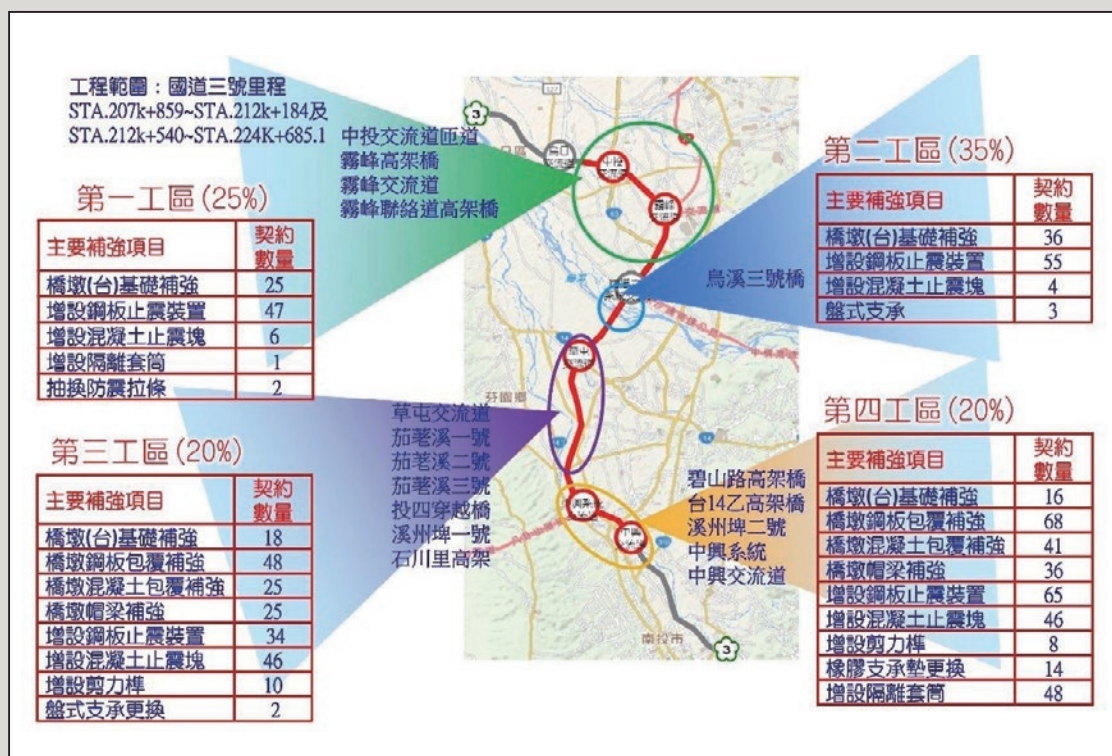 工程範圍：國道三號里程
STA.207k+859~STA.212k+184及
STA.212k+540~STA.224K+685.1
中投交流道匝道
霧峰高架橋
霧峰交流道
霧峰聯絡道高架橋
第一工區(25%)
主要補強項目 契約數量
橋墩(台)基礎補強 25
增設鋼板止震裝置 47
增設混凝土止震塊 6
增設隔離套筒 1
抽換防震拉條 2
第二工區(35%)
主要補強項目 契約數量
橋墩(台)基礎補強 36
增設鋼板止震裝置 55
增設混凝土止震塊 4
盤式支承 3
烏溪三號橋
第三工區(20%)
主要補強項目 契約數量
橋墩(台)基礎補強 18
橋墩鋼板包覆補強 48
橋墩混凝土包覆補強 25
橋墩帽梁補強 25
增設鋼板止震裝置 34
增設混凝土止震塊 46
增設剪力榫 10
盤式支承更換 2
草屯交流道
茄荖溪一號
茄荖溪二號
茄荖溪三號
投四穿越橋
溪州埤一號
石川里高架
碧山路高架橋
台14乙高架橋
溪州埤二號
中興系統
中興交流道
第四工區(20%)
主要補強項目 契約數量
橋墩(台)基礎補強 16
橋墩鋼板包覆補強 68
橋墩混凝土包覆補強 41
橋墩帽梁補強 36
增設鋼板止震裝置 65
增設混凝土止震塊 46
增設剪力榫 8
橡膠支承墊更換 14
增設隔離套筒 48
3
芬園鄉
南投市
3